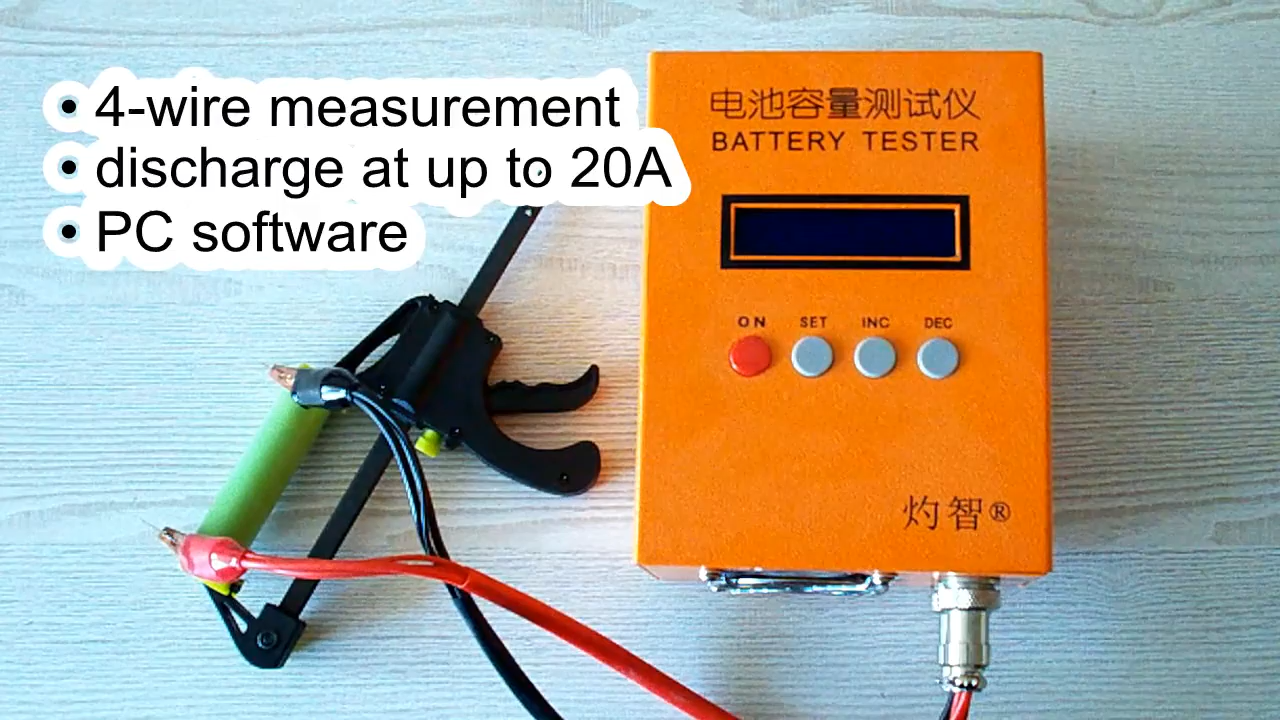 • 4-wire measurement
• discharge at up to 20A
• PC software
电池容量测试仪
BATTERY TESTER
ON SET INC DEC
灼智®